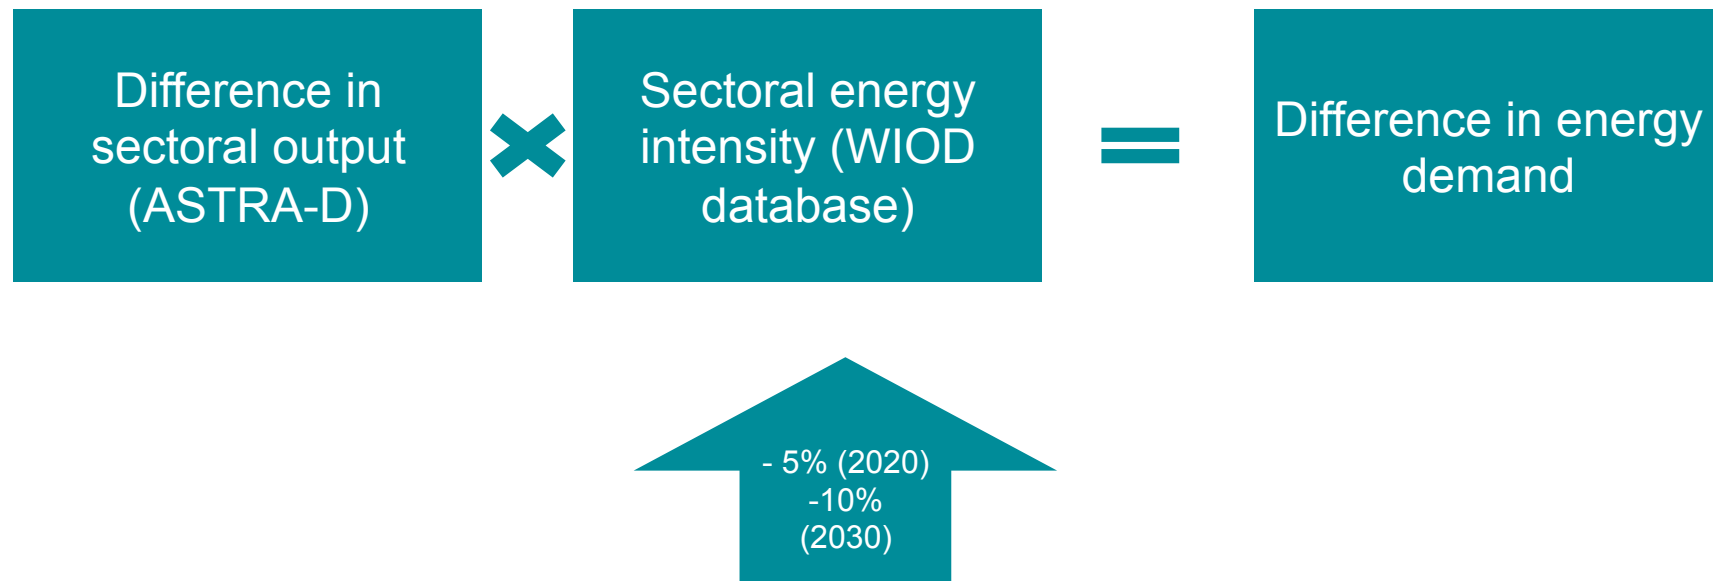 Difference in
sectoral output
(ASTRA-D)
Sectoral energy
intensity (WIOD
database)
Difference in energy
demand
- 5% (2020)
-10%
(2030)